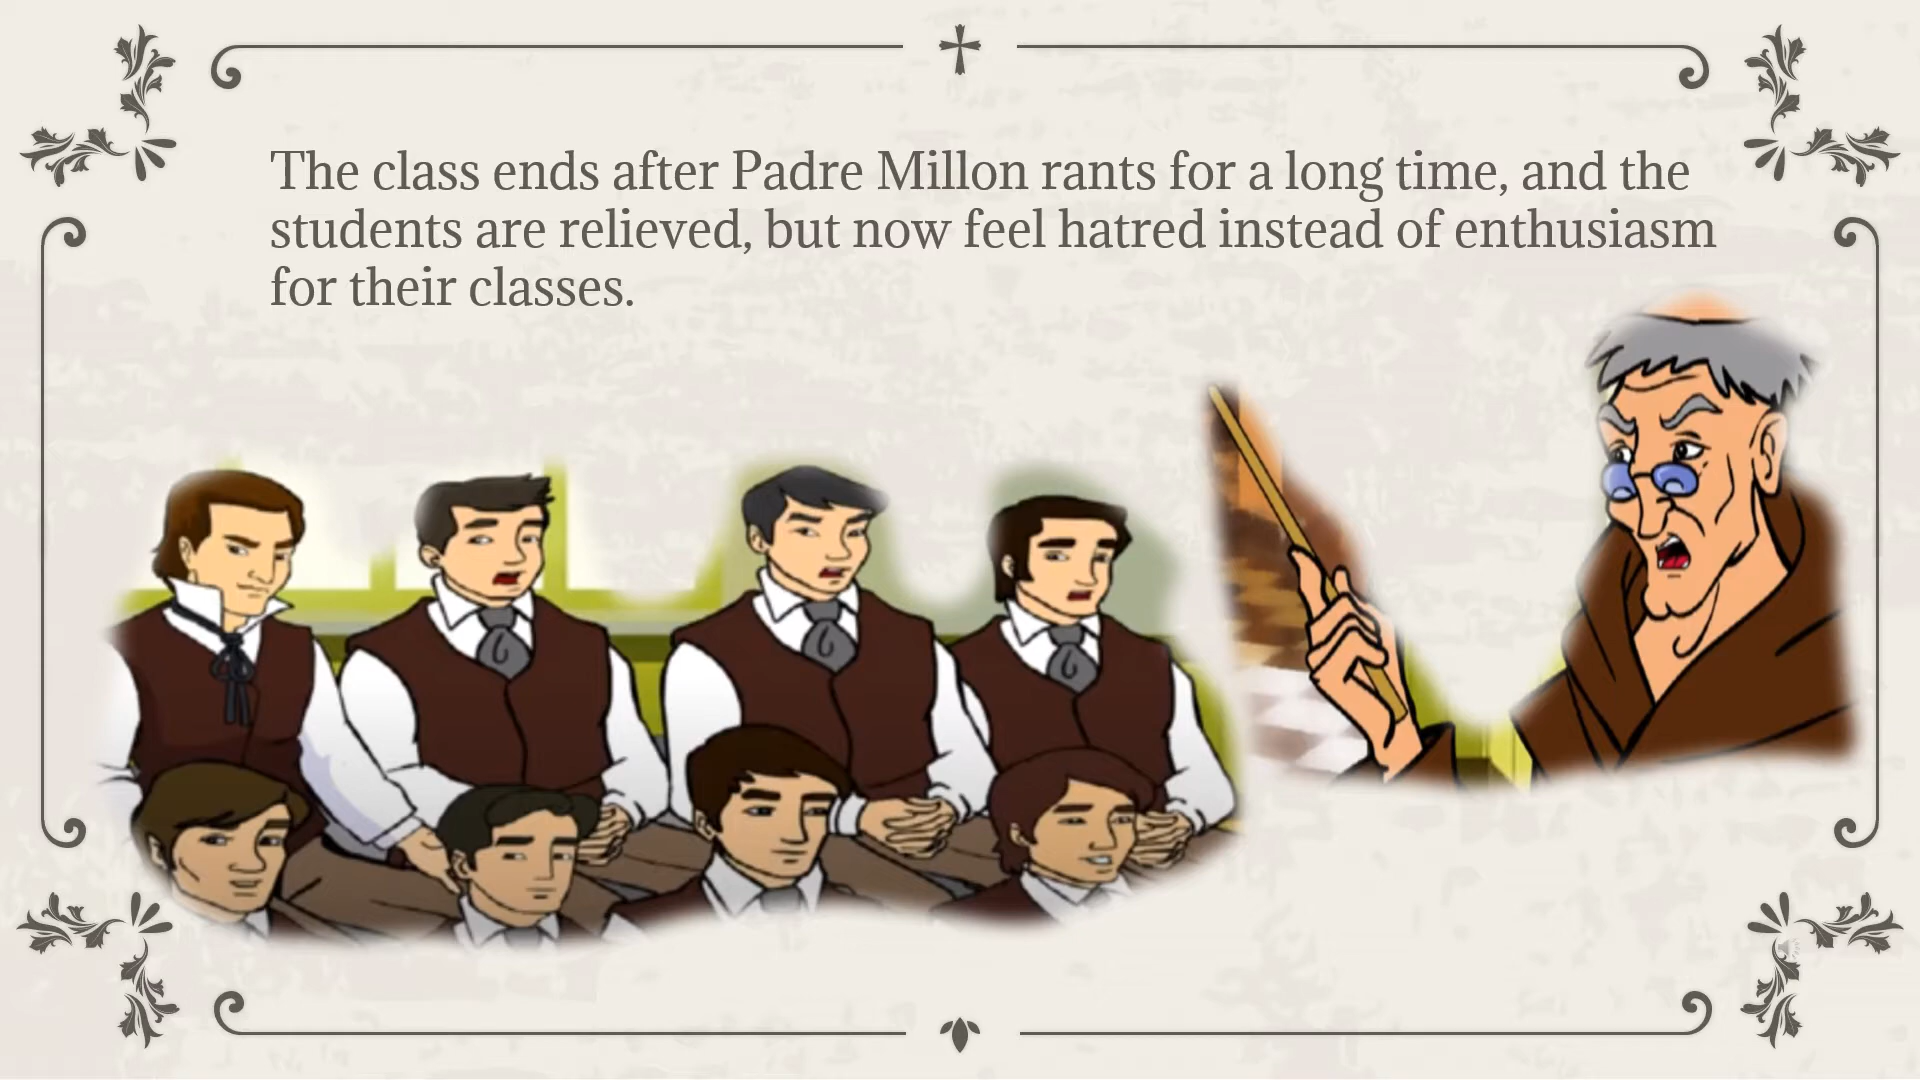 The class ends after Padre Millon rants for a long time, and the
students are relieved, but now feel hatred instead of enthusiasm
for their classes.